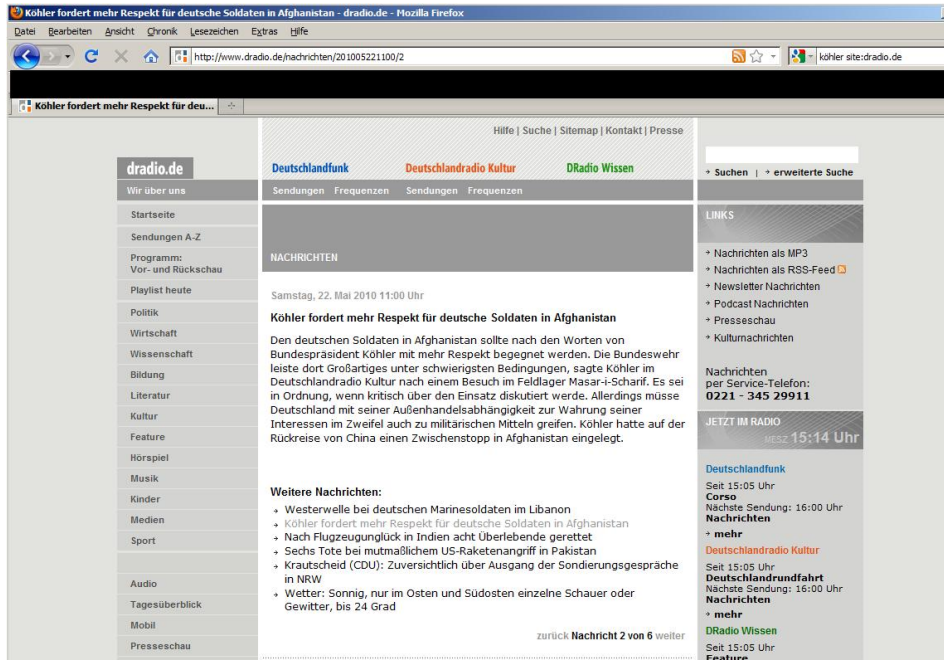 Köhler fordert mehr Respekt für deutsche Soldaten in Afghanistan - dradio.de - Mozilla Firefox
Datei Bearbeiten Ansicht Chronik Lesezeichen Extras Hilfe
http://www.dradio.de/nachrichten/201005221100/2
köhler site:dradio.de
Köhler fordert mehr Respekt für deu...
Hilfe | Suche | Sitemap | Kontakt | Presse
dradio.de
Deutschlandfunk Deutschlandradio Kultur DRadio Wissen
Suchen | erweiterte Suche
Wir über uns
Sendungen Frequenzen Sendungen Frequenzen
Startseite
Sendungen A-Z
Programm:
Vor- und Rückschau
Playlist heute
Politik
Wirtschaft
Wissenschaft
Bildung
Literatur
Kultur
Feature
Hörspiel
Musik
Kinder
Medien
Sport
Audio
Tagesüberblick
Mobil
Presseschau
NACHRICHTEN
Samstag, 22. Mai 2010 11:00 Uhr
Köhler fordert mehr Respekt für deutsche Soldaten in Afghanistan
Den deutschen Soldaten in Afghanistan sollte nach den Worten von
Bundespräsident Köhler mit mehr Respekt begegnet werden. Die Bundeswehr
leiste dort Großartiges unter schwierigsten Bedingungen, sagte Köhler im
Deutschlandradio Kultur nach einem Besuch im Feldlager Masar-i-Scharif. Es sei
in Ordnung, wenn kritisch über den Einsatz diskutiert werde. Allerdings müsse
Deutschland mit seiner Außenhandelsabhängigkeit zur Wahrung seiner
Interessen im Zweifel auch zu militärischen Mitteln greifen. Köhler hatte auf der
Rückreise von China einen Zwischenstopp in Afghanistan eingelegt.
Weitere Nachrichten:
Westerwelle bei deutschen Marinesoldaten im Libanon
Köhler fordert mehr Respekt für deutsche Soldaten in Afghanistan
Nach Flugzeugunglück in Indien acht Überlebende gerettet
Sechs Tote bei mutmaßlichem US-Raketenangriff in Pakistan
Krautscheid (CDU): Zuversichtlich über Ausgang der Sondierungsgespräche
in NRW
Wetter: Sonnig, nur im Osten und Südosten einzelne Schauer oder
Gewitter, bis 24 Grad
zurück Nachricht 2 von 6 weiter
LINKS
Nachrichten als MP3
Nachrichten als RSS-Feed
Newsletter Nachrichten
Podcast Nachrichten
Presseschau
Kulturnachrichten
Nachrichten
per Service-Telefon:
0221 - 345 29911
JETZT IM RADIO
MESZ 15:14 Uhr
Deutschlandfunk
Seit 15:05 Uhr
Corso
Nächste Sendung: 16:00 Uhr
Nachrichten
mehr
Deutschlandradio Kultur
Seit 15:05 Uhr
Deutschlandrundfahrt
Nächste Sendung: 16:00 Uhr
Nachrichten
mehr
DRadio Wissen
Seit 15:05 Uhr
Feature